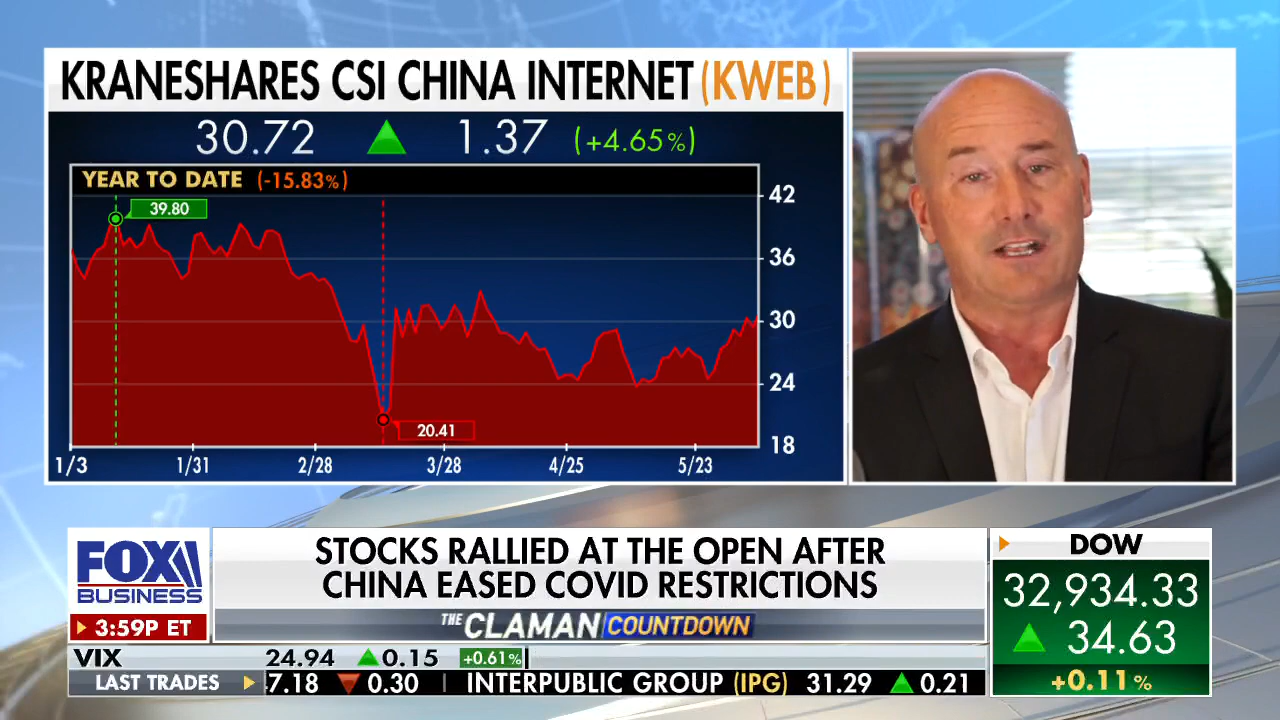 KRANESHARES CSI CHINA INTERNET (KWEB)
30.72 ▲ 1.37 (+4.65%)
YEAR TO DATE (-15.83%)
39.80
20.41
42
36
30
24
18
1/3 1/31 2/28 3/28 4/25 5/23
FOX BUSINESS
3:59P ET
STOCKS RALLIED AT THE OPEN AFTER
CHINA EASED COVID RESTRICTIONS
THE CLAMAN COUNTDOWN
DOW
32,934.33
▲ 34.63
+0.11%
VIX 24.94 ▲ 0.15 +0.61%
LAST TRADES 7.18 ▼ 0.30 | INTERPUBLIC GROUP (IPG) 31.29 ▲ 0.21